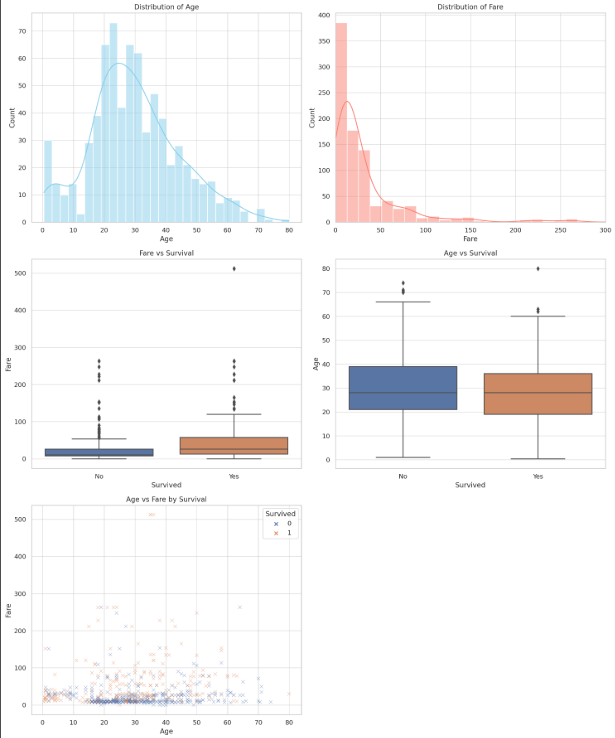 Distribution of Age
Count
70
60
50
40
30
20
10
0
0 10 20 30 40 50 60 70 80
Age
Distribution of Fare
Count
400
350
300
250
200
150
100
50
0
0 50 100 150 200 250 300
Fare
Fare vs Survival
Fare
500
400
300
200
100
0
No Yes
Survived
Age vs Survival
Age
80
70
60
50
40
30
20
10
0
No Yes
Survived
Age vs Fare by Survival
Fare
500
400
300
200
100
0
Survived
0
1
0 10 20 30 40 50 60 70 80
Age